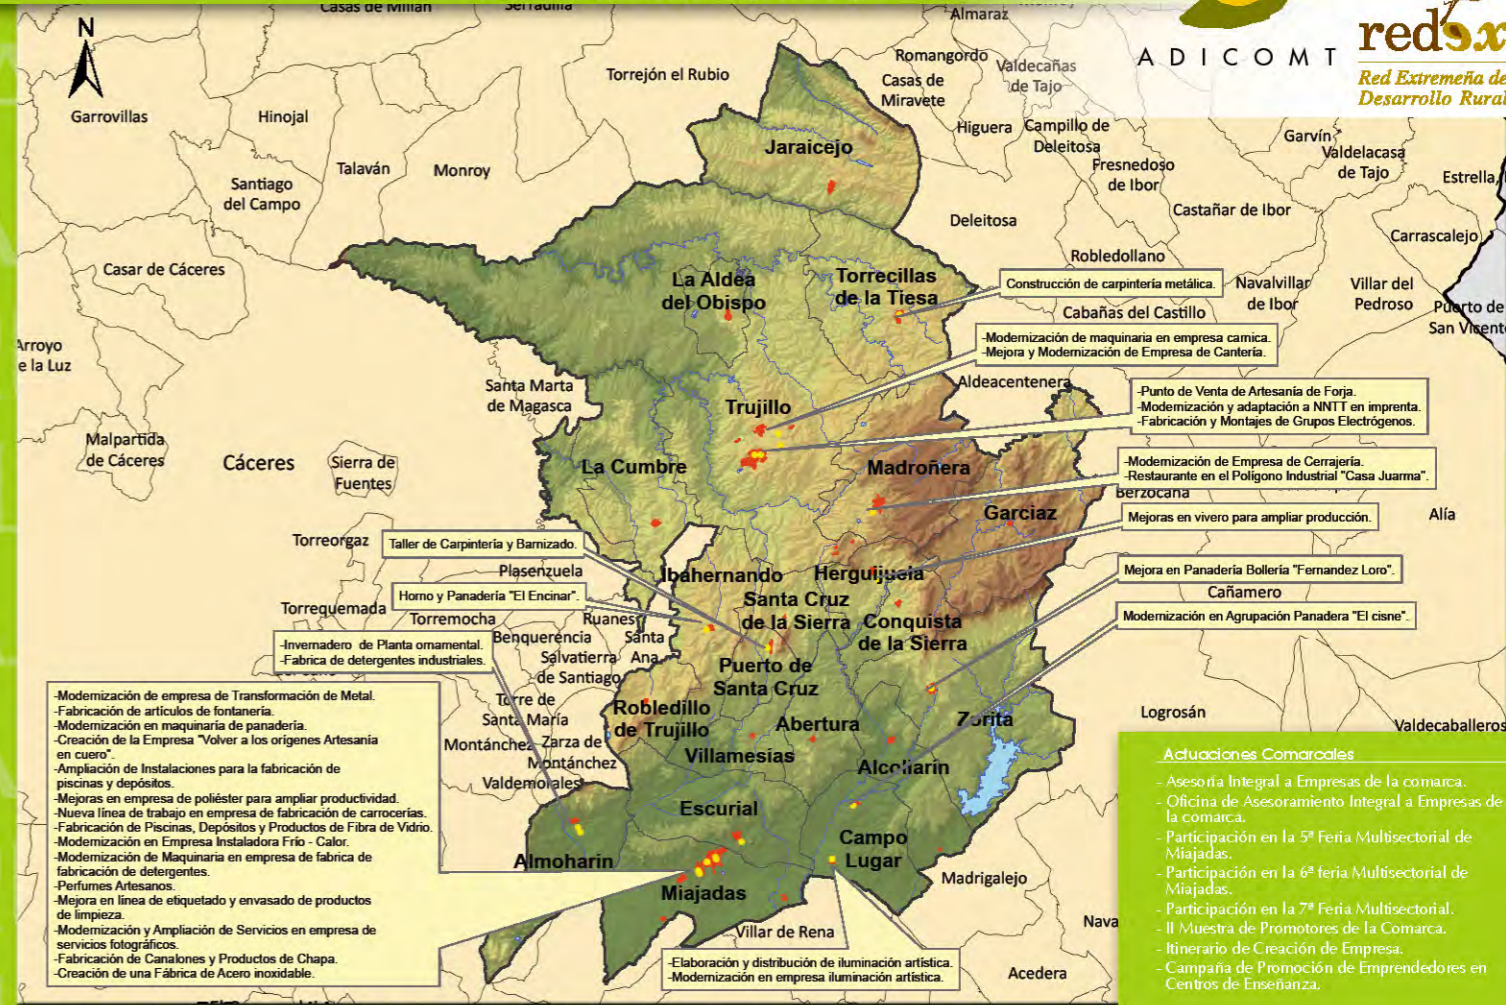 Casas de Millán
Serradilla
Almaraz
N
ADICOMT
redex
Red Extremeña de
Desarrollo Rural
Romangordo
Valdecañas
de Tajo
Casas de
Miravete
Torrejón el Rubio
Garrovillas
Hinojal
Higuera
Campillo de
Deleitosa
Garvín
Valdelacasa
de Tajo
Jaraicejo
Talaván
Monroy
Fresnedoso
de Ibor
Estrella,
Santiago
del Campo
Deleitosa
Castañar de Ibor
Carrascalejo
Robledollano
Casar de Cáceres
La Aldea
del Obispo
Torrecillas
de la Tiesa
Construcción de carpintería metálica.
Navalvillar
de Ibor
Villar del
Pedroso
Puerto de
San Vicente
Cabañas del Castillo
Arroyo
e la Luz
-Modernización de maquinaria en empresa carnica.
-Mejora y Modernización de Empresa de Cantería.
Santa Marta
de Magasca
Aldeacentenera
-Punto de Venta de Artesanía de Forja.
-Modernización y adaptación a NNTT en imprenta.
-Fabricación y Montajes de Grupos Electrógenos.
Trujillo
Malpartida
de Cáceres
Cáceres
Sierra de
Fuentes
La Cumbre
Madroñera
-Modernización de Empresa de Cerrajería.
-Restaurante en el Polígono Industrial "Casa Juarma".
Berzocana
Garciaz
Mejoras en vivero para ampliar producción.
Alía
Torreorgaz
Taller de Carpintería y Barnizado.
Plasenzuela
Ibahernando
Herguijuela
Mejora en Panadería Bollería "Fernandez Loro".
Cañamero
Horno y Panadería "El Encinar".
Santa Cruz
de la Sierra
Conquista
de la Sierra
Modernización en Agrupación Panadera "El cisne".
Torrequemada
Torremocha
Ruanes
Benquerencia
Santa
Ana
Salvatierra
de Santiago
-Invernadero de Planta ornamental.
-Fabrica de detergentes industriales.
Puerto de
Santa Cruz
Torre de
Santa María
Robledillo
de Trujillo
Abertura
Zorita
Logrosán
Valdecaballeros
Montánchez
Zarza de
Montánchez
Valdemorales
Villamesías
Alcollarín
-Modernización de empresa de Transformación de Metal.
-Fabricación de artículos de fontanería.
-Modernización en maquinaría de panadería.
-Creación de la Empresa "Volver a los orígenes Artesanía
en cuero".
-Ampliación de Instalaciones para la fabricación de
piscinas y depósitos.
-Mejoras en empresa de poliéster para ampliar productividad.
-Nueva línea de trabajo en empresa de fabricación de carrocerías.
-Fabricación de Piscinas, Depósitos y Productos de Fibra de Vidrio.
-Modernización en Empresa Instaladora Frío - Calor.
-Modernización de Maquinaria en empresa de fabrica de
fabricación de detergentes.
-Perfumes Artesanos.
-Mejora en línea de etiquetado y envasado de productos
de limpieza.
-Modernización y Ampliación de Servicios en empresa de
servicios fotográficos.
-Fabricación de Canalones y Productos de Chapa.
-Creación de una Fábrica de Acero inoxidable.
Escurial
Campo
Lugar
Almoharin
Miajadas
Madrigalejo
Villar de Rena
Nava
Acedera
-Elaboración y distribución de iluminación artística.
-Modernización en empresa iluminación artística.
Actuaciones Comarcales
- Asesoría Integral a Empresas de la comarca.
- Oficina de Asesoramiento Integral a Empresas de
la comarca.
- Participación en la 5ª Feria Multisectorial de
Miajadas.
- Participación en la 6ª feria Multisectorial de
Miajadas.
- Participación en la 7ª Feria Multisectorial.
- II Muestra de Promotores de la Comarca.
- Itinerario de Creación de Empresa.
- Campaña de Promoción de Emprendedores en
Centros de Enseñanza.